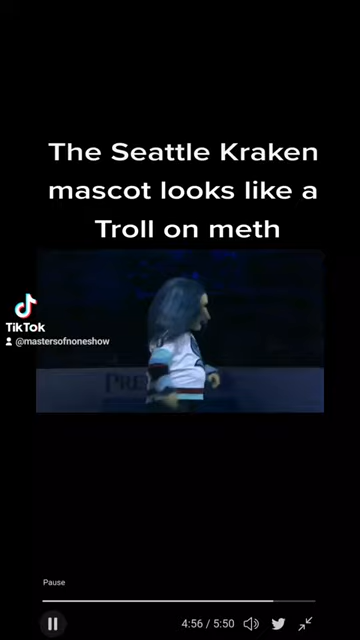 The Seattle Kraken
mascot looks like a
Troll on meth
TikTok
@mastersofnoneshow
Pause
4:56 / 5:50